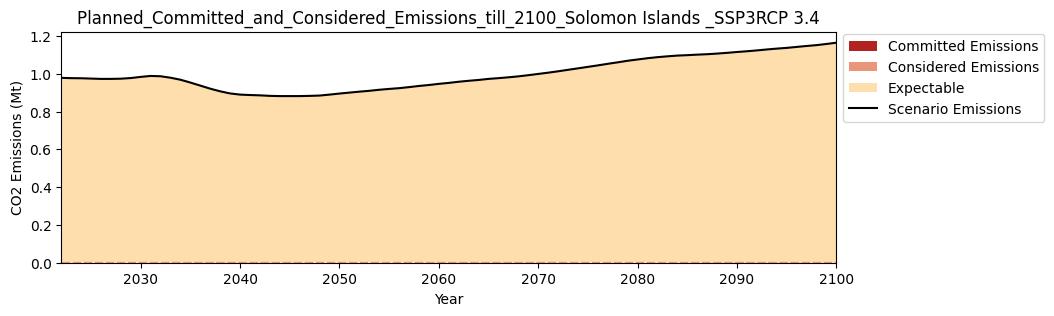 Planned_Committed_and_Considered_Emissions_till_2100_Solomon Islands _SSP3RCP 3.4
CO2 Emissions (Mt)
1.2
1.0
0.8
0.6
0.4
0.2
0.0
2030 2040 2050 2060 2070 2080 2090 2100
Year
Committed Emissions
Considered Emissions
Expectable
Scenario Emissions